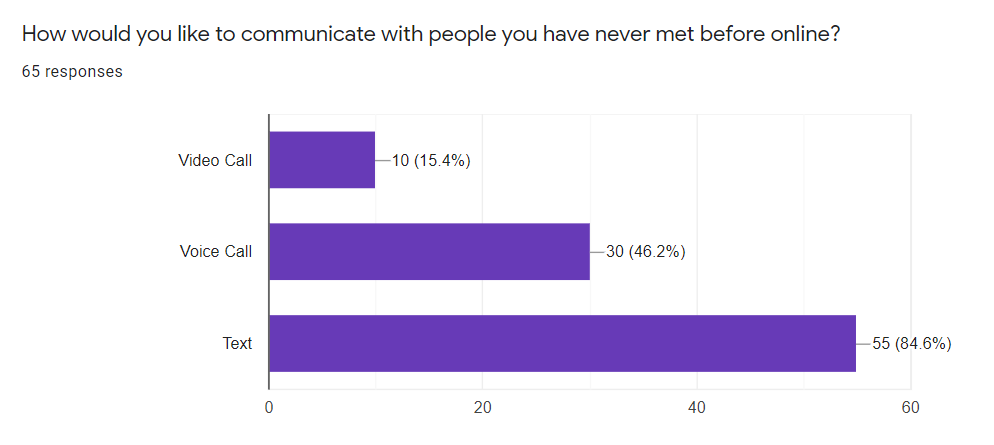 How would you like to communicate with people you have never met before online?
65 responses
Video Call 10 (15.4%)
Voice Call 30 (46.2%)
Text 55 (84.6%)
0 20 40 60